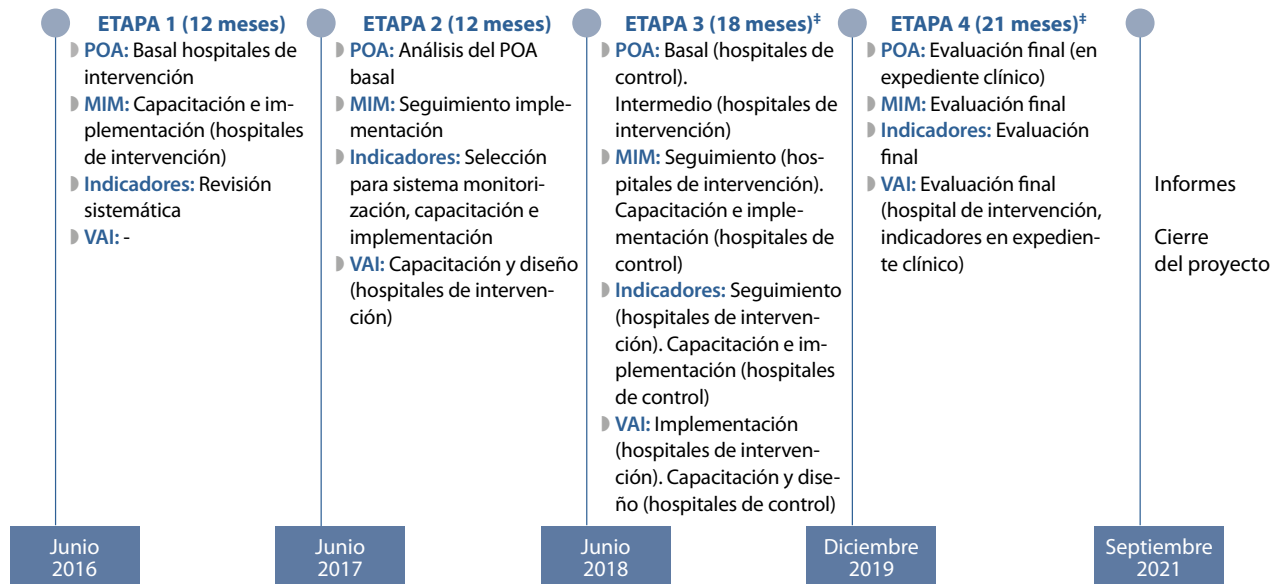 ETAPA 1 (12 meses)
POA: Basal hospitales de
intervención
MIM: Capacitación e im-
plementación (hospitales
de intervención)
Indicadores: Revisión
sistemática
VAI: -
ETAPA 2 (12 meses)
POA: Análisis del POA
basal
MIM: Seguimiento imple-
mentación
Indicadores: Selección
para sistema monitori-
zación, capacitación e
implementación
VAI: Capacitación y diseño
(hospitales de interven-
ción)
ETAPA 3 (18 meses)‡
POA: Basal (hospitales de
control).
Intermedio (hospitales de
intervención)
MIM: Seguimiento (hos-
pitales de intervención).
Capacitación e imple-
mentación (hospitales de
control)
Indicadores: Seguimiento
(hospitales de interven-
ción). Capacitación e im-
plementación (hospitales
de control)
VAI: Implementación
(hospitales de interven-
ción). Capacitación y dise-
ño (hospitales de control)
ETAPA 4 (21 meses)‡
POA: Evaluación final (en
expediente clínico)
MIM: Evaluación final
Indicadores: Evaluación
final
VAI: Evaluación final
(hospital de intervención,
indicadores en expedien-
te clínico)
Informes
Cierre
del proyecto
Junio
2016
Junio
2017
Junio
2018
Diciembre
2019
Septiembre
2021